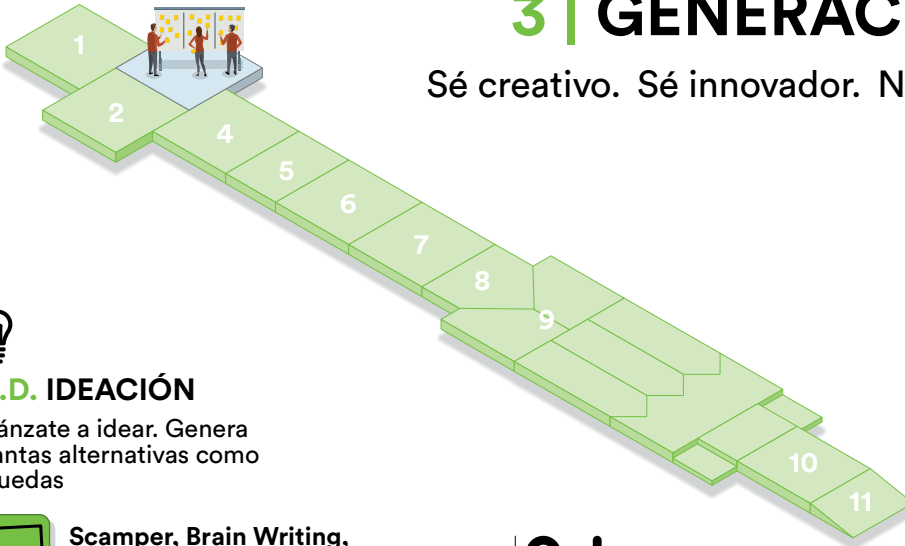 3 | GENERAC
Sé creativo. Sé innovador. N
1
2
4
5
6
7
8
9
10
11
.D. IDEACIÓN
ánzate a idear. Genera
antas alternativas como
uedas
Scamper, Brain Writing,